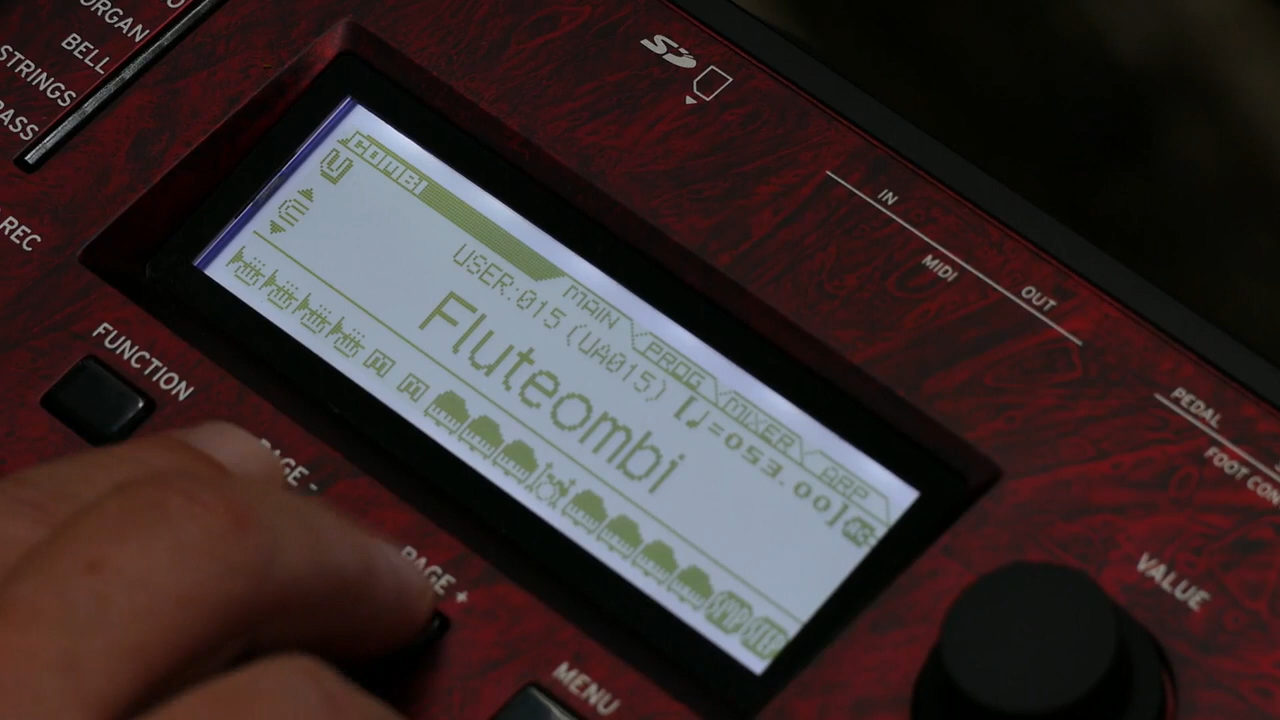 ORGAN
BELL
STRINGS
BASS
REC
SD
IN
MIDI
OUT
PEDAL
FOOT CON
COMBI
MAIN
PROG
MIXER
ARP
U
USER:015 (UA015) [♩=053.00]
Fluteombi
FUNCTION
PAGE -
PAGE +
MENU
VALUE